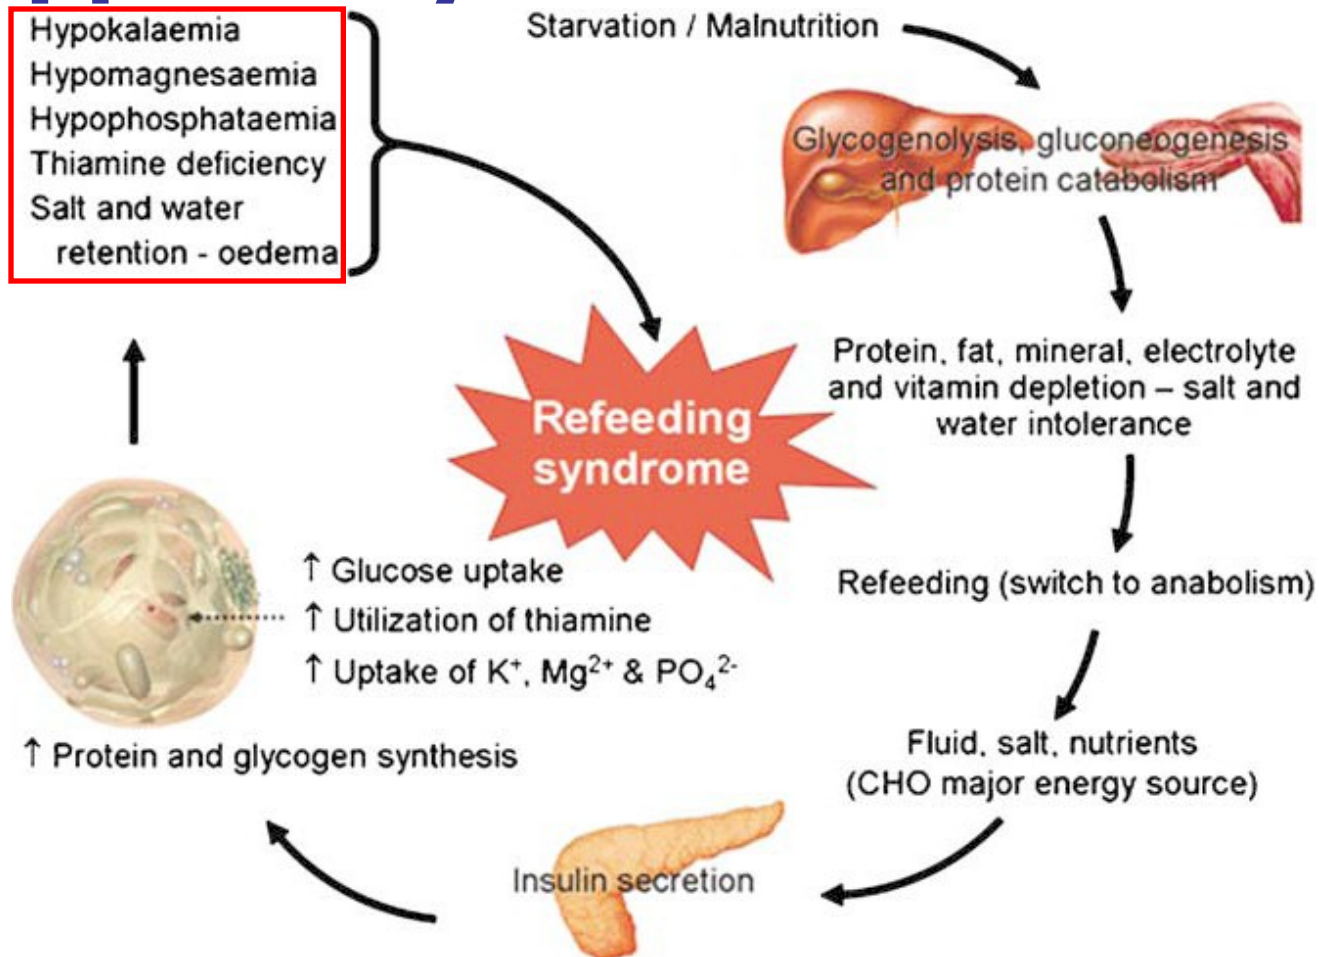 Hypokalaemia
Hypomagnesaemia
Hypophosphataemia
Thiamine deficiency
Salt and water
retention - oedema
Starvation / Malnutrition
Glycogenolysis, gluconeogenesis
and protein catabolism
Protein, fat, mineral, electrolyte
and vitamin depletion – salt and
water intolerance
Refeeding (switch to anabolism)
Fluid, salt, nutrients
(CHO major energy source)
Insulin secretion
↑ Protein and glycogen synthesis
↑ Glucose uptake
↑ Utilization of thiamine
↑ Uptake of K⁺, Mg²⁺ & PO₄²⁻
Refeeding
syndrome